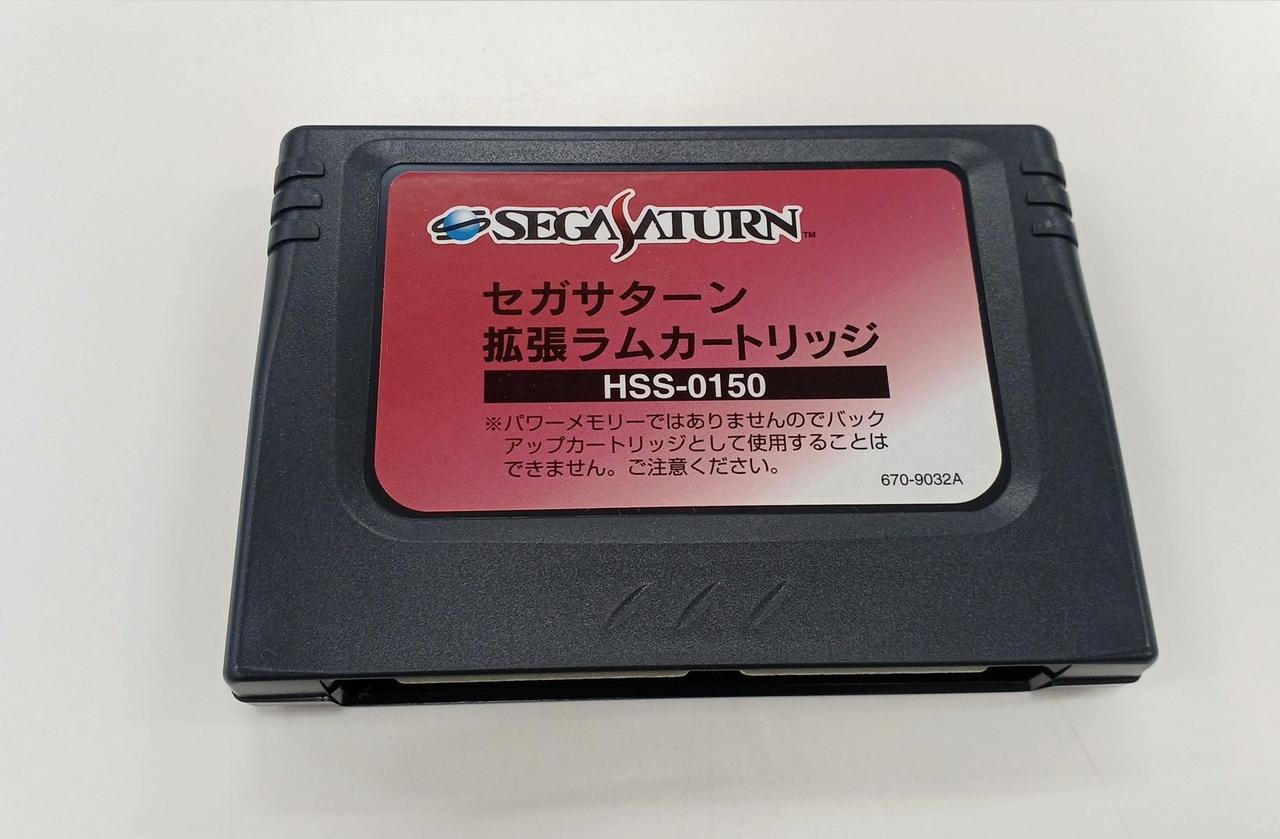 SEGA SATURN™
セガサターン
拡張ラムカートリッジ
HSS-0150
※パワーメモリーではありませんのでバック
アップカートリッジとして使用することは
できません。ご注意ください。
670-9032A